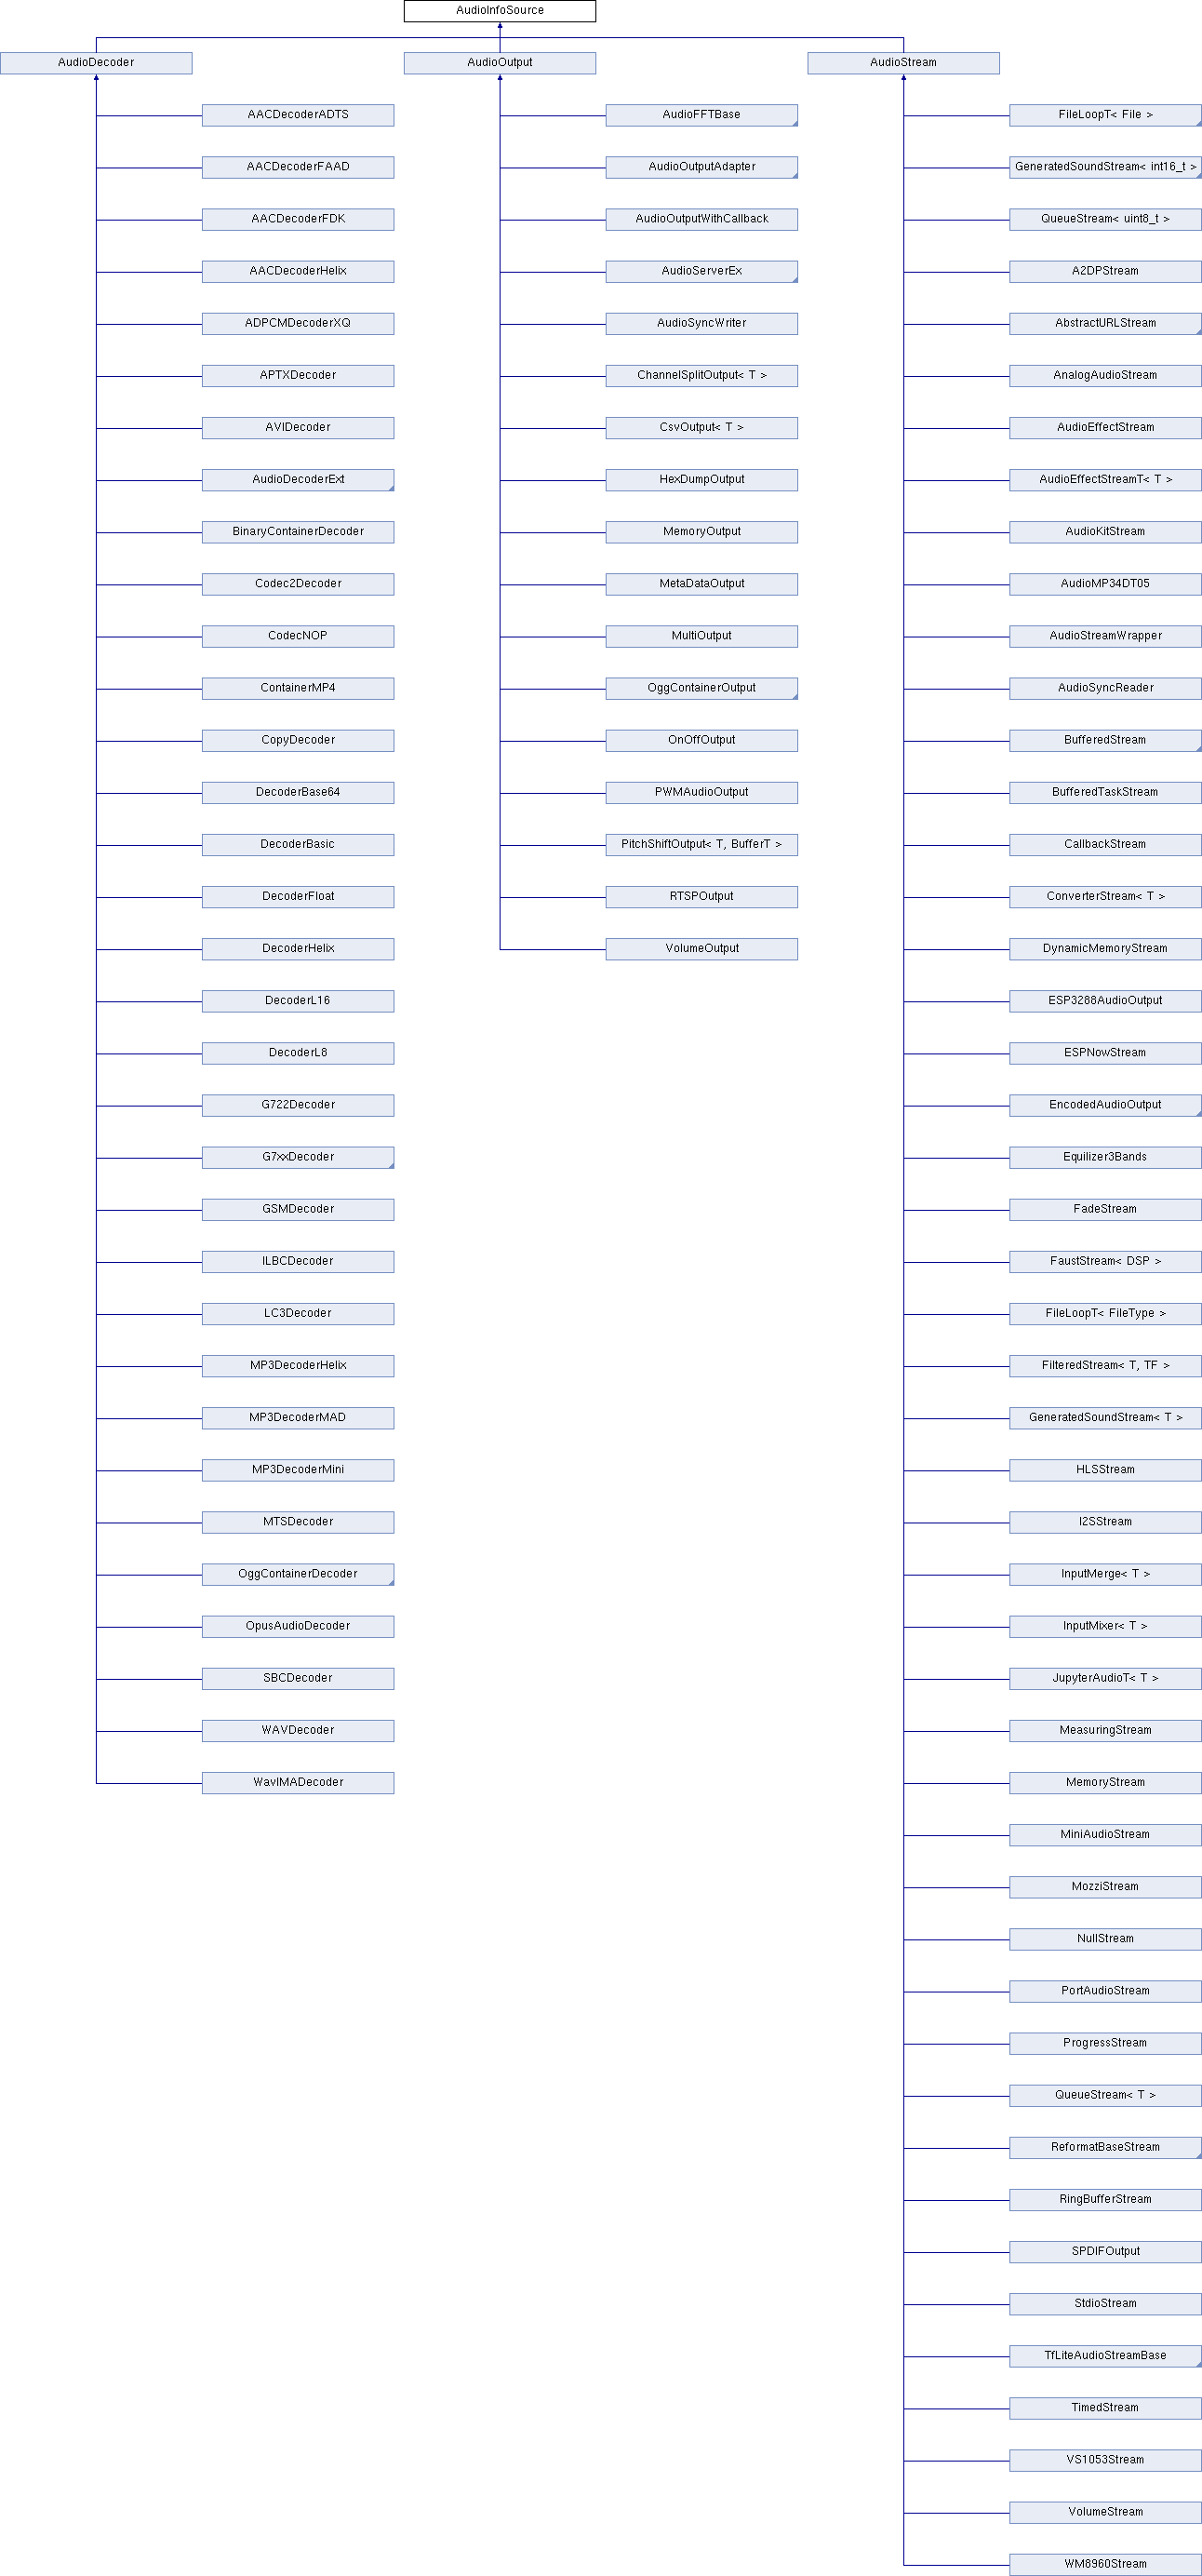 AudioInfoSource
AudioDecoder
AudioOutput
AudioStream
AACDecoderADTS
AACDecoderFAAD
AACDecoderFDK
AACDecoderHelix
ADPCMDecoderXQ
APTXDecoder
AVIDecoder
AudioDecoderExt
BinaryContainerDecoder
Codec2Decoder
CodecNOP
ContainerMP4
CopyDecoder
DecoderBase64
DecoderBasic
DecoderFloat
DecoderHelix
DecoderL16
DecoderL8
G722Decoder
G7xxDecoder
GSMDecoder
ILBCDecoder
LC3Decoder
MP3DecoderHelix
MP3DecoderMAD
MP3DecoderMini
MTSDecoder
OggContainerDecoder
OpusAudioDecoder
SBCDecoder
WAVDecoder
WavIMADecoder
AudioFFTBase
AudioOutputAdapter
AudioOutputWithCallback
AudioServerEx
AudioSyncWriter
ChannelSplitOutput< T >
CsvOutput< T >
HexDumpOutput
MemoryOutput
MetaDataOutput
MultiOutput
OggContainerOutput
OnOffOutput
PWMAudioOutput
PitchShiftOutput< T, BufferT >
RTSPOutput
VolumeOutput
FileLoopT< File >
GeneratedSoundStream< int16_t >
QueueStream< uint8_t >
A2DPStream
AbstractURLStream
AnalogAudioStream
AudioEffectStream
AudioEffectStreamT< T >
AudioKitStream
AudioMP34DT05
AudioStreamWrapper
AudioSyncReader
BufferedStream
BufferedTaskStream
CallbackStream
ConverterStream< T >
DynamicMemoryStream
ESP3288AudioOutput
ESPNowStream
EncodedAudioOutput
Equilizer3Bands
FadeStream
FaustStream< DSP >
FileLoopT< FileType >
FilteredStream< T, TF >
GeneratedSoundStream< T >
HLSStream
I2SStream
InputMerge< T >
InputMixer< T >
JupyterAudioT< T >
MeasuringStream
MemoryStream
MiniAudioStream
MozziStream
NullStream
PortAudioStream
ProgressStream
QueueStream< T >
ReformatBaseStream
RingBufferStream
SPDIFOutput
StdioStream
TfLiteAudioStreamBase
TimedStream
VS1053Stream
VolumeStream
WM8960Stream